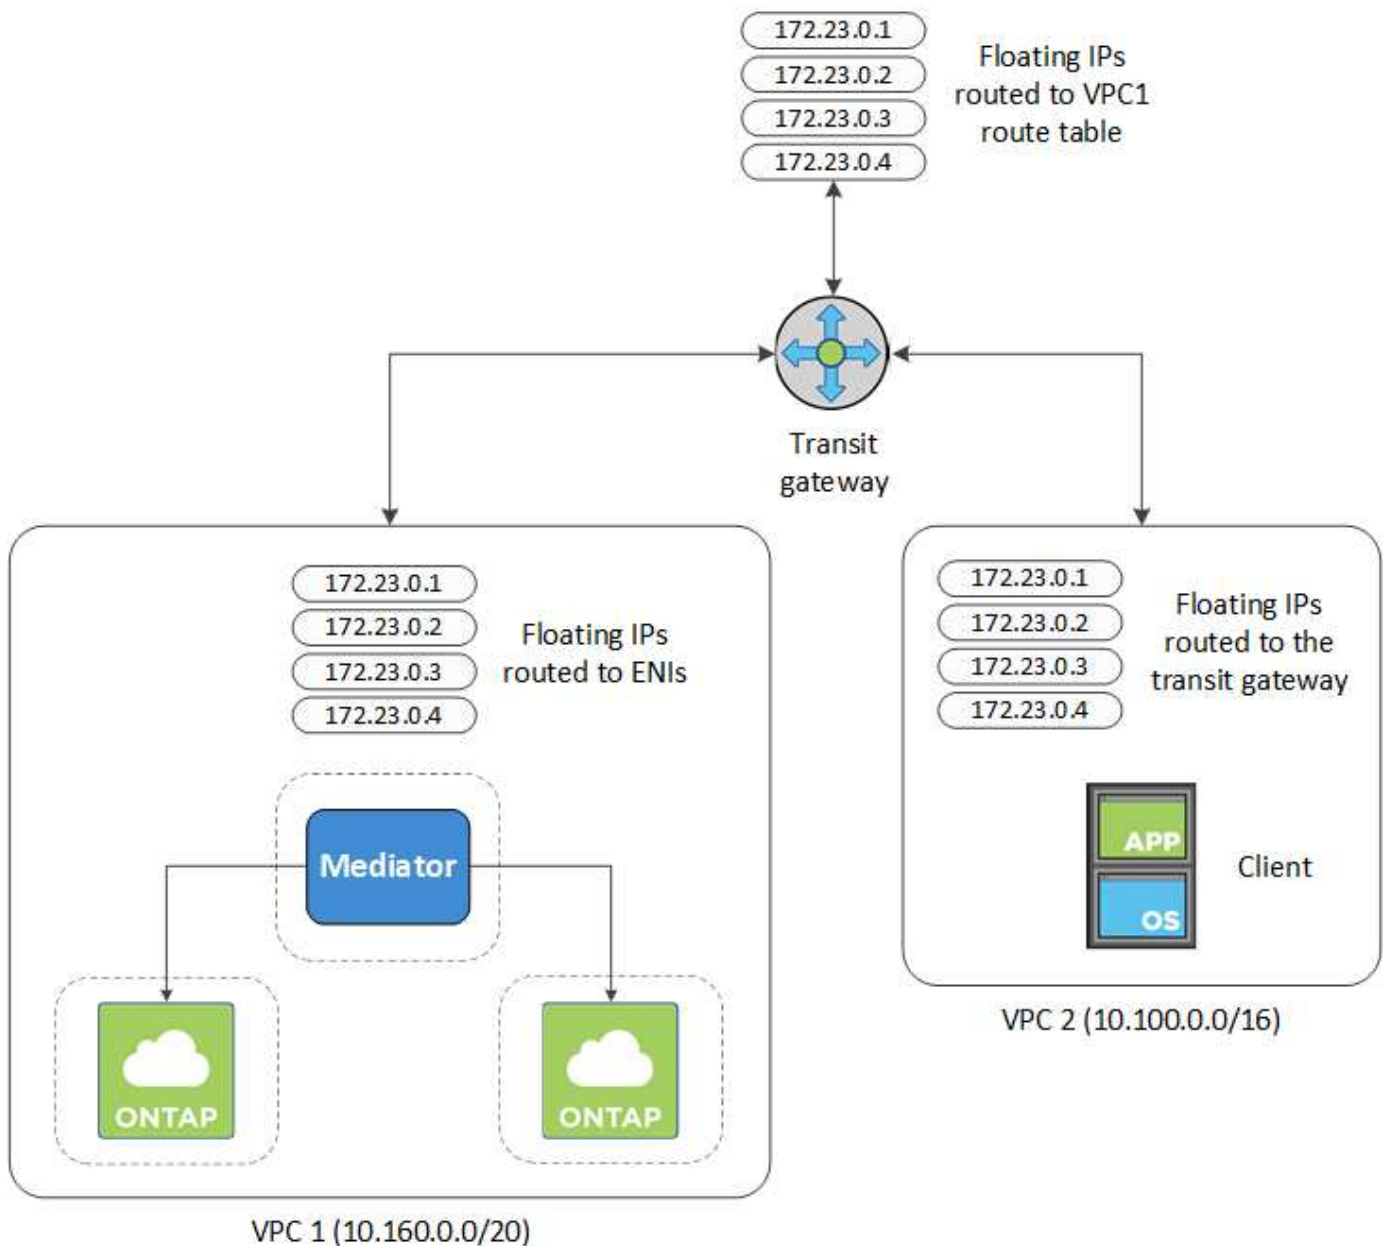 172.23.0.1
172.23.0.2
172.23.0.3
172.23.0.4
Floating IPs
routed to VPC1
route table
Transit
gateway
172.23.0.1
172.23.0.2
172.23.0.3
172.23.0.4
Floating IPs
routed to ENIs
Mediator
ONTAP
ONTAP
VPC 1 (10.160.0.0/20)
172.23.0.1
172.23.0.2
172.23.0.3
172.23.0.4
Floating IPs
routed to the
transit gateway
APP
OS
Client
VPC 2 (10.100.0.0/16)